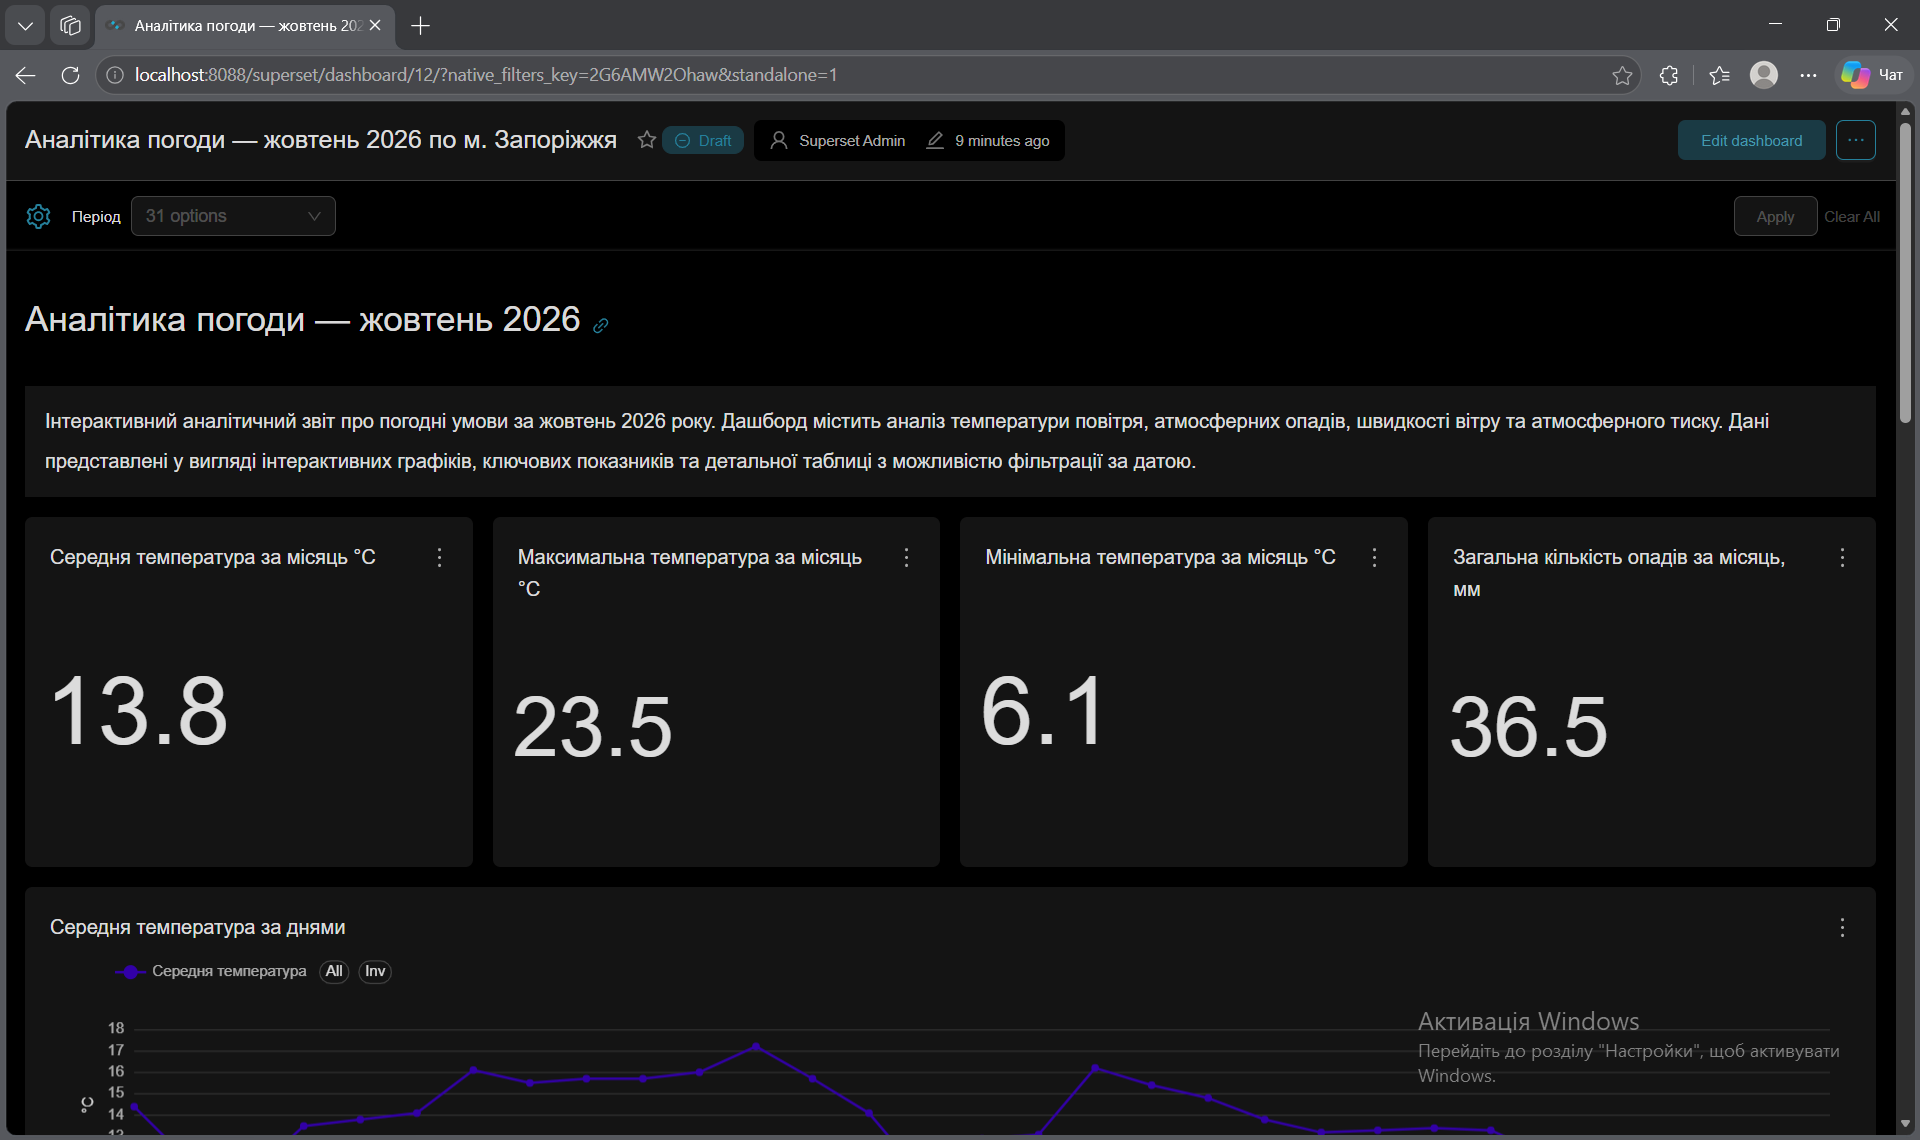 Аналітика погоди — жовтень 202
localhost:8088/superset/dashboard/12/?native_filters_key=2G6AMW2Ohaw&standalone=1
Чат
Аналітика погоди — жовтень 2026 по м. Запоріжжя
Draft
Superset Admin
9 minutes ago
Edit dashboard
Період
31 options
Apply
Clear All
Аналітика погоди — жовтень 2026
Інтерактивний аналітичний звіт про погодні умови за жовтень 2026 року. Дашборд містить аналіз температури повітря, атмосферних опадів, швидкості вітру та атмосферного тиску. Дані
представлені у вигляді інтерактивних графіків, ключових показників та детальної таблиці з можливістю фільтрації за датою.
Середня температура за місяць °C
13.8
Максимальна температура за місяць
°C
23.5
Мінімальна температура за місяць °C
6.1
Загальна кількість опадів за місяць,
мм
36.5
Середня температура за днями
Середня температура
All
Inv
18
17
16
15
14
°C
Активація Windows
Перейдіть до розділу "Настройки", щоб активувати
Windows.